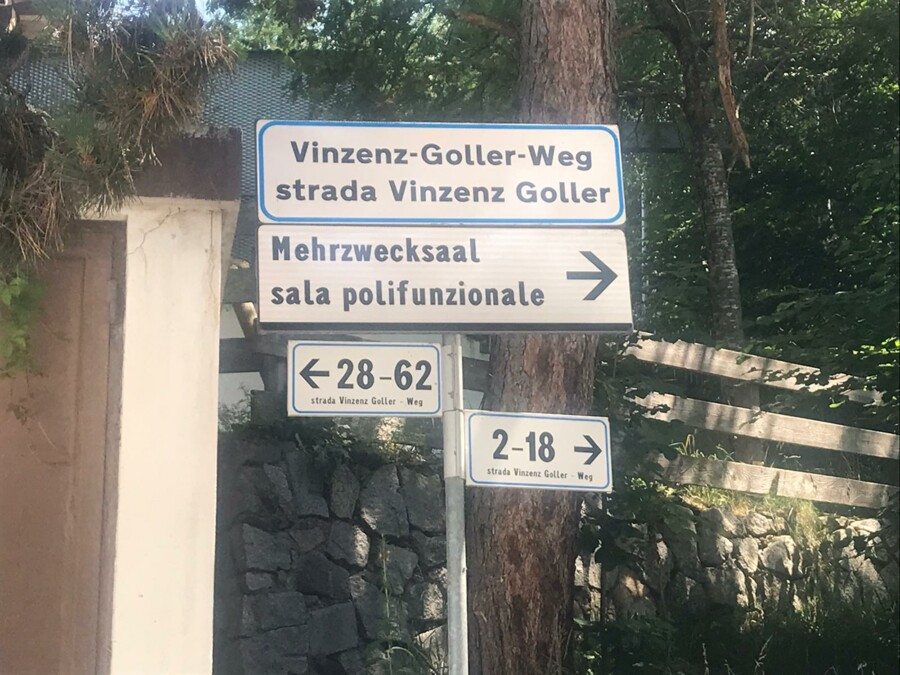 Vinzenz-Goller-Weg
strada Vinzenz Goller
Mehrzwecksaal →
sala polifunzionale
← 28-62
strada Vinzenz Goller - Weg
2-18 →
strada Vinzenz Goller - Weg